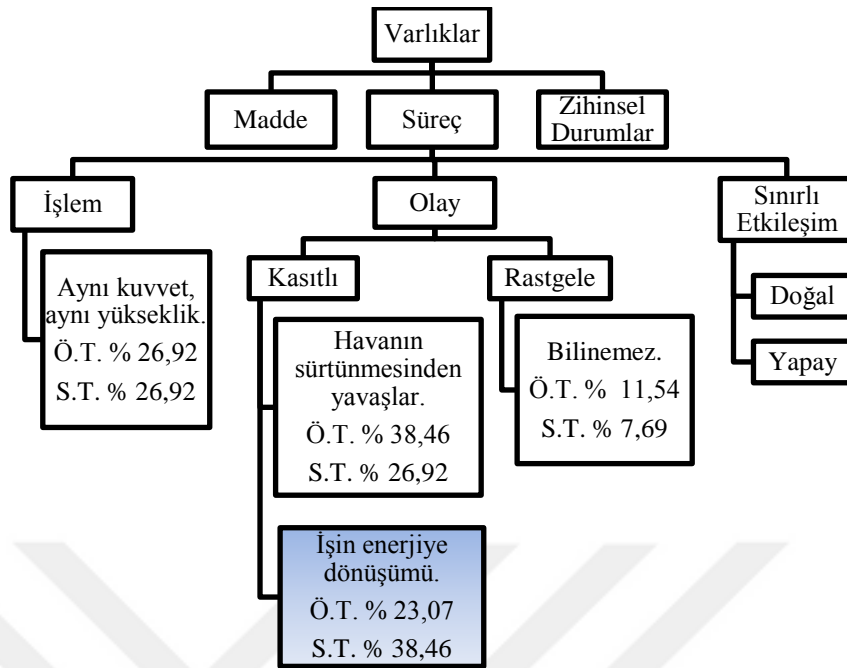 Varlıklar
Madde
Süreç
Zihinsel
Durumlar
İşlem
Olay
Sınırlı
Etkileşim
Aynı kuvvet,
aynı yükseklik.
Ö.T. % 26,92
S.T. % 26,92
Kasıtlı
Rastgele
Doğal
Yapay
Havanın
sürtünmesinden
yavaşlar.
Ö.T. % 38,46
S.T. % 26,92
Bilinemez.
Ö.T. % 11,54
S.T. % 7,69
İşin enerjiye
dönüşümü.
Ö.T. % 23,07
S.T. % 38,46